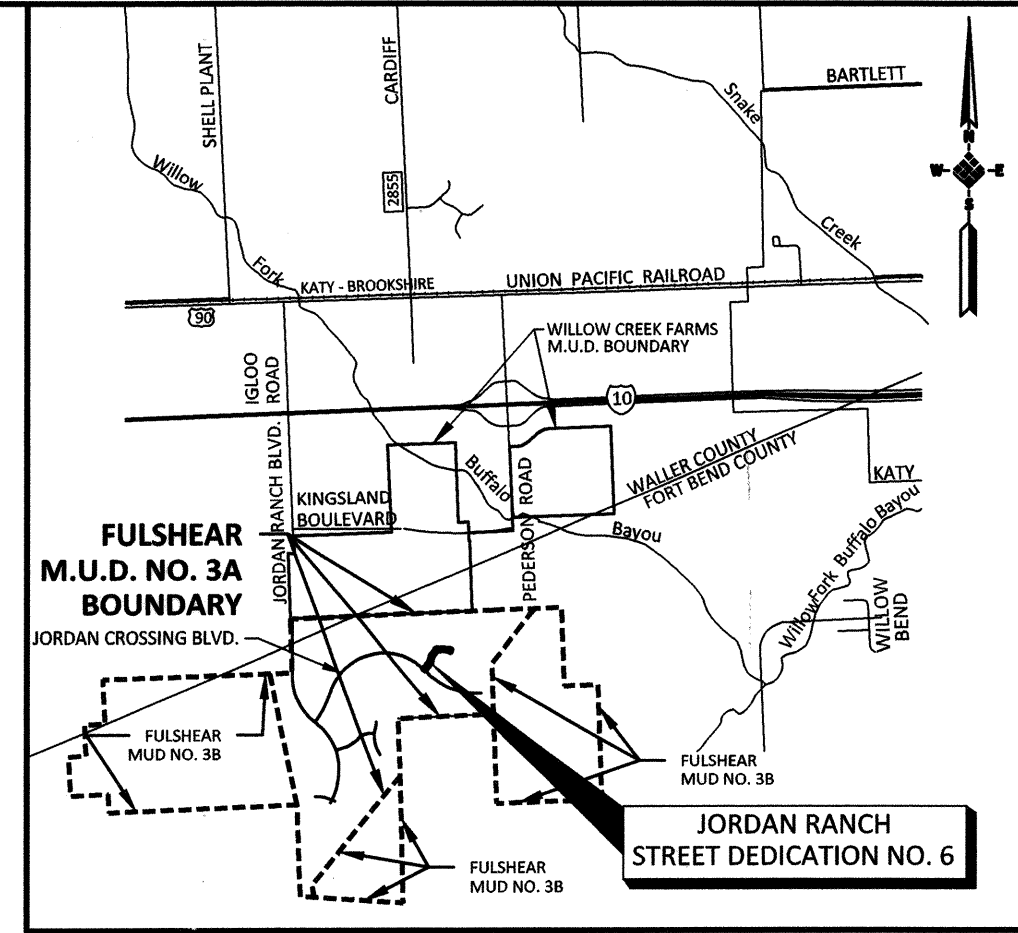 BARTLETT
SHELL PLANT
CARDIFF
Snake
N
W
E
S
Willow
2855
Creek
Fork
KATY - BROOKSHIRE
UNION PACIFIC RAILROAD
90
WILLOW CREEK FARMS
M.U.D. BOUNDARY
IGLOO
ROAD
10
JORDAN RANCH BLVD.
WALLER COUNTY
FORT BEND COUNTY
KATY
Buffalo
PEDERSON ROAD
KINGSLAND
BOULEVARD
Bayou
Willow Fork Buffalo Bayou
FULSHEAR
M.U.D. NO. 3A
BOUNDARY
WILLOW
BEND
JORDAN CROSSING BLVD.
FULSHEAR
MUD NO. 3B
FULSHEAR
MUD NO. 3B
JORDAN RANCH
STREET DEDICATION NO. 6
FULSHEAR
MUD NO. 3B